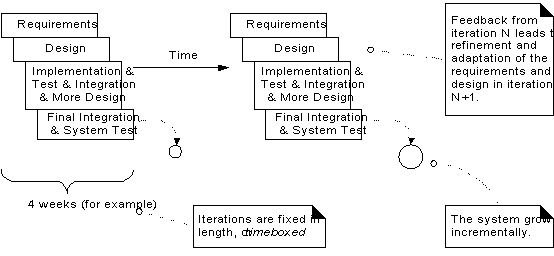 Requirements
Design
Implementation &
Test & Integration
& More Design
Final Integration
& System Test
Time
Requirements
Design
Implementation &
Test & Integration
& More Design
Final Integration
& System Test
Feedback from
iteration N leads t
refinement and
adaptation of the
requirements and
design in iteration
N+1.
4 weeks (for example)
Iterations are fixed in
length, or timeboxed
The system grow
incrementally.